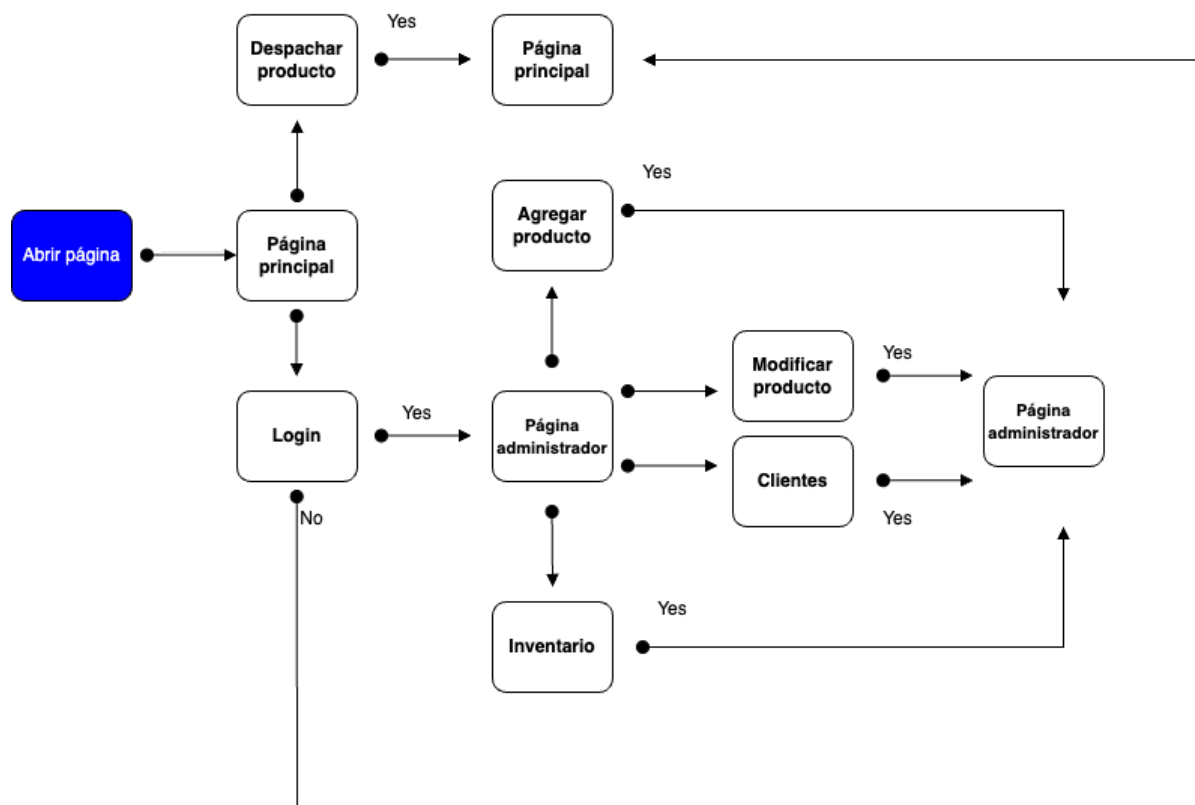 Despachar
producto
Yes
Página
principal
Agregar
producto
Yes
Abrir página
Página
principal
Modificar
producto
Yes
Login
Yes
Página
administrador
Página
administrador
Clientes
Yes
No
Inventario
Yes